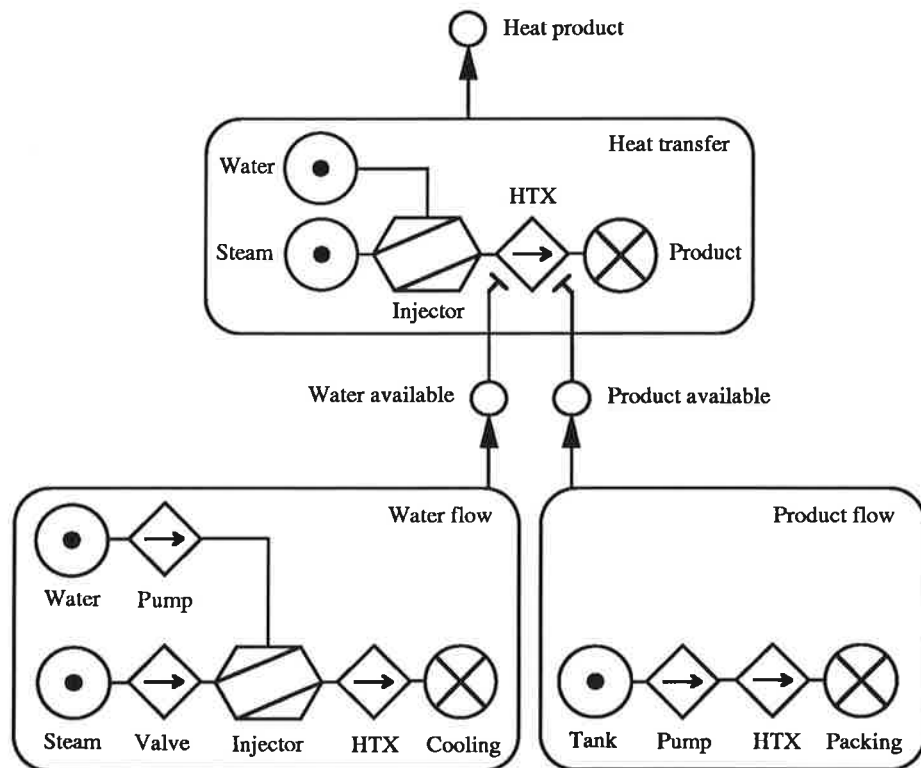 Heat product
Heat transfer
Water
HTX
Steam
Product
Injector
Water available
Product available
Water flow
Product flow
Water
Pump
Steam
Valve
Injector
HTX
Cooling
Tank
Pump
HTX
Packing